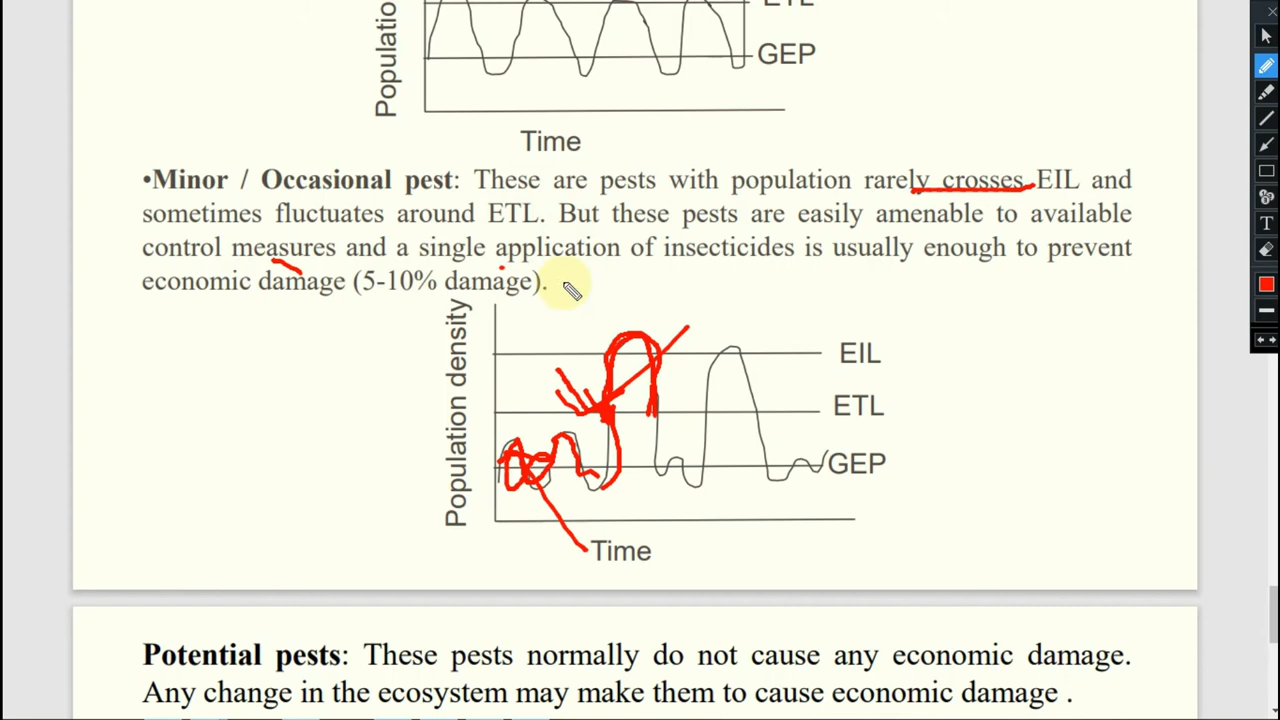 ETL
Population
GEP
Time
•Minor / Occasional pest: These are pests with population rarely crosses EIL and
sometimes fluctuates around ETL. But these pests are easily amenable to available
control measures and a single application of insecticides is usually enough to prevent
economic damage (5-10% damage).
Population density
EIL
ETL
GEP
Time
Potential pests: These pests normally do not cause any economic damage.
Any change in the ecosystem may make them to cause economic damage .
T